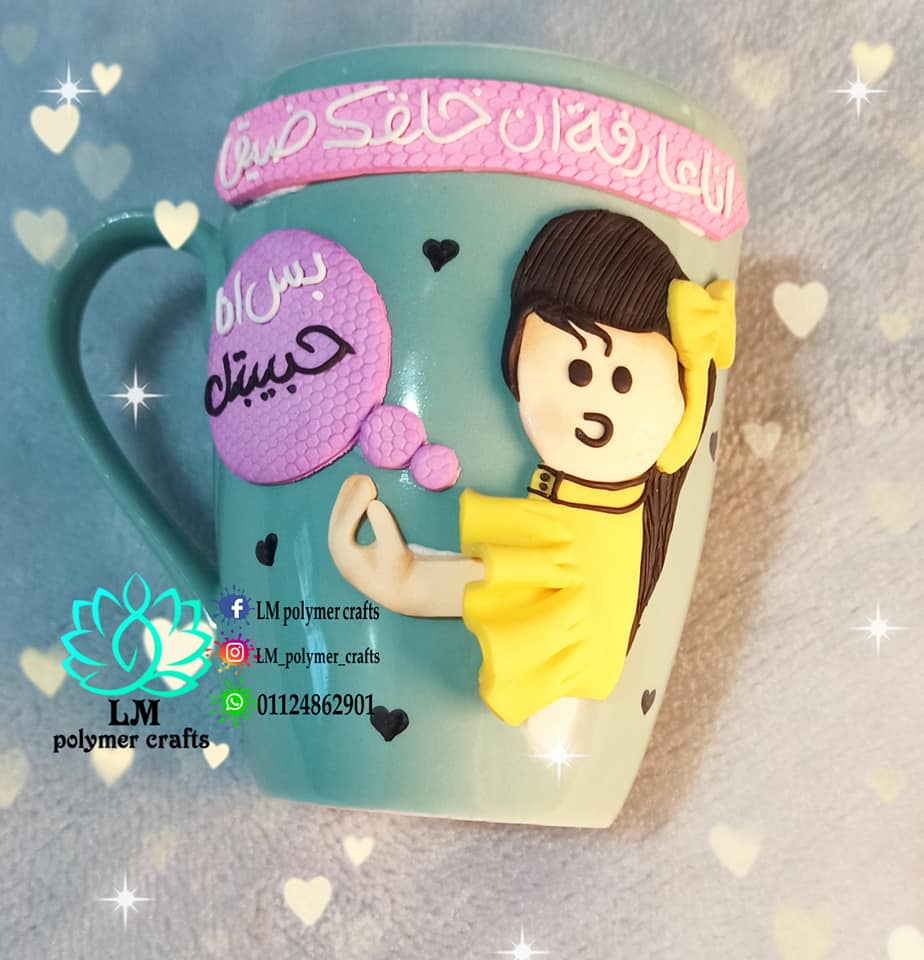 انا عارفة ان خلقك ضيق
بس انا
حبيبتك
LM polymer crafts
LM_polymer_crafts
01124862901
LM
polymer crafts